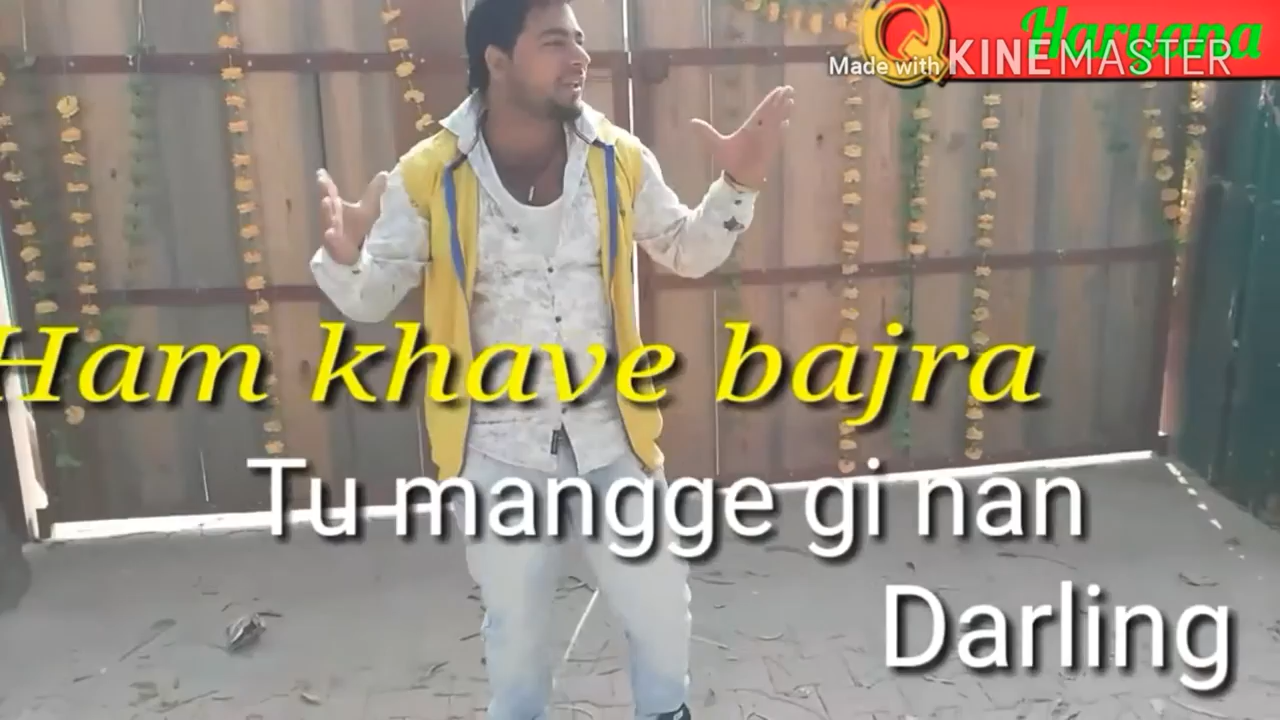 Q Haryana
Made with KINEMASTER
Ham khave bajra
Tu mangge gi nan
Darling